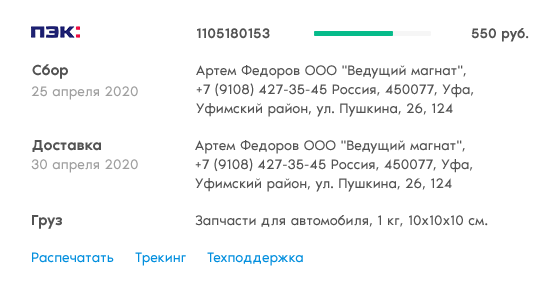 ПЭК: 1105180153 550 руб.
Сбор Артем Федоров ООО "Ведущий магнат",
25 апреля 2020 +7 (9108) 427-35-45 Россия, 450077, Уфа,
Уфимский район, ул. Пушкина, 26, 124
Доставка Артем Федоров ООО "Ведущий магнат",
30 апреля 2020 +7 (9108) 427-35-45 Россия, 450077, Уфа,
Уфимский район, ул. Пушкина, 26, 124
Груз Запчасти для автомобиля, 1 кг, 10x10x10 см.
Распечатать Трекинг Техподдержка